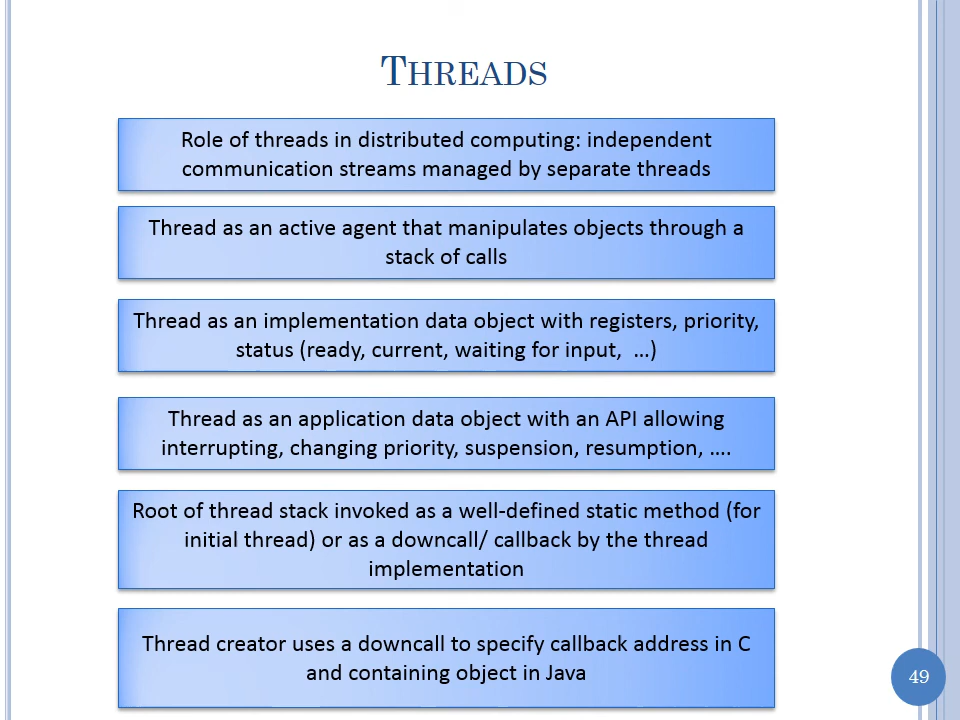 THREADS
Role of threads in distributed computing: independent
communication streams managed by separate threads
Thread as an active agent that manipulates objects through a
stack of calls
Thread as an implementation data object with registers, priority,
status (ready, current, waiting for input,  …)
Thread as an application data object with an API allowing
interrupting, changing priority, suspension, resumption, ….
Root of thread stack invoked as a well-defined static method (for
initial thread) or as a downcall/ callback by the thread
implementation
Thread creator uses a downcall to specify callback address in C
and containing object in Java
49